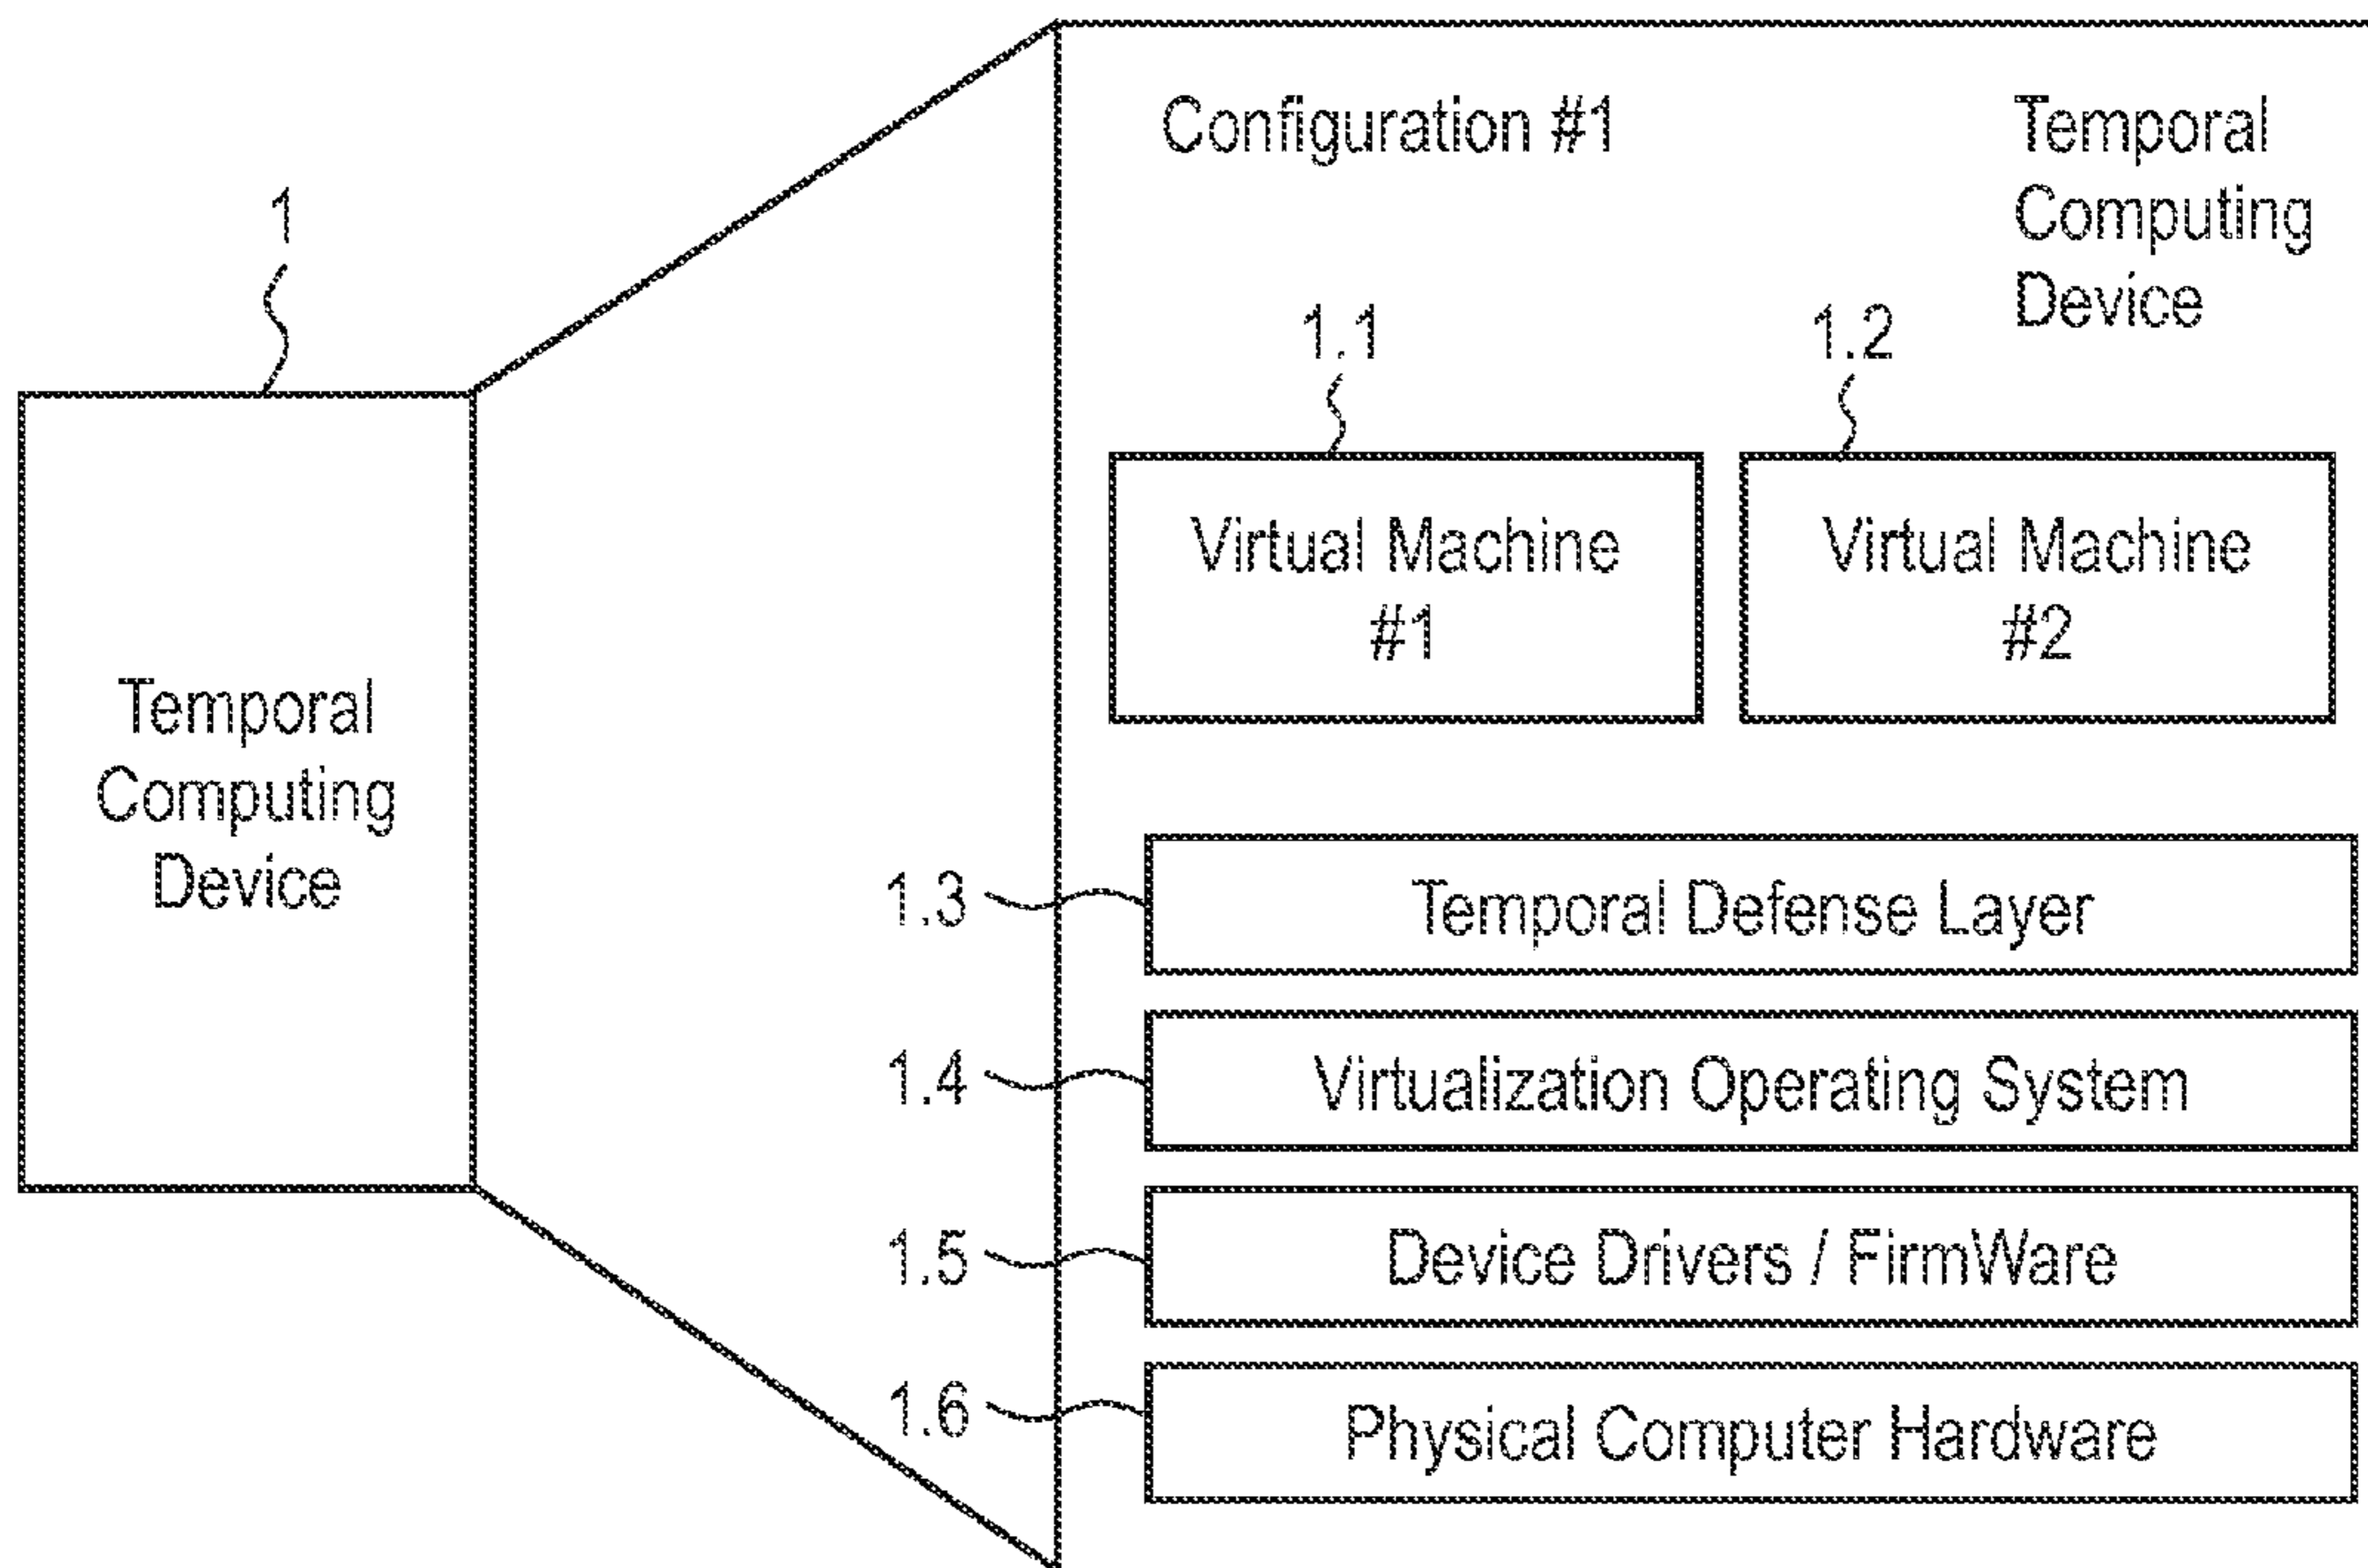 1
Temporal
Computing
Device
Configuration #1
Temporal
Computing
Device
1.1
1.2
Virtual Machine
#1
Virtual Machine
#2
1.3
Temporal Defense Layer
1.4
Virtualization Operating System
1.5
Device Drivers / FirmWare
1.6
Physical Computer Hardware